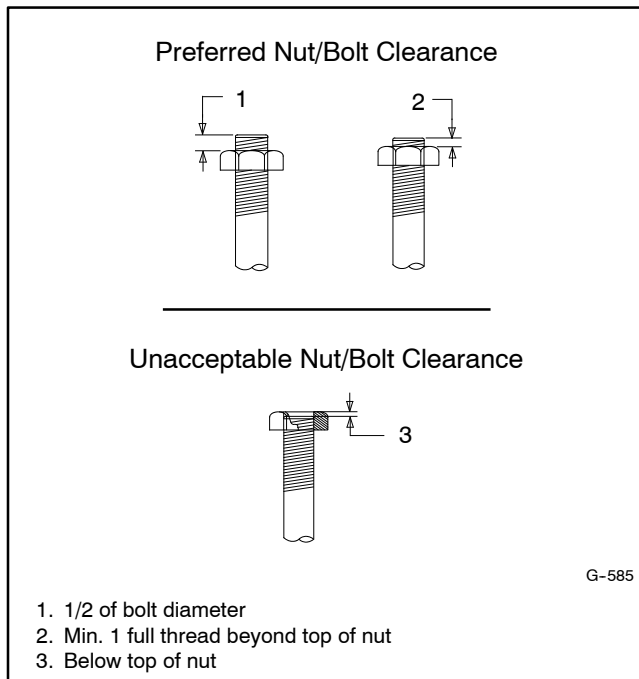 Preferred Nut/Bolt Clearance
1
2
Unacceptable Nut/Bolt Clearance
3
G-585
1. 1/2 of bolt diameter
2. Min. 1 full thread beyond top of nut
3. Below top of nut